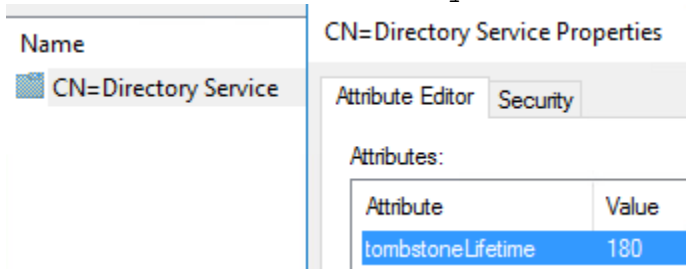 Name
CN=Directory Service
CN=Directory Service Properties
Attribute Editor Security
Attributes:
Attribute Value
tombstoneLifetime 180